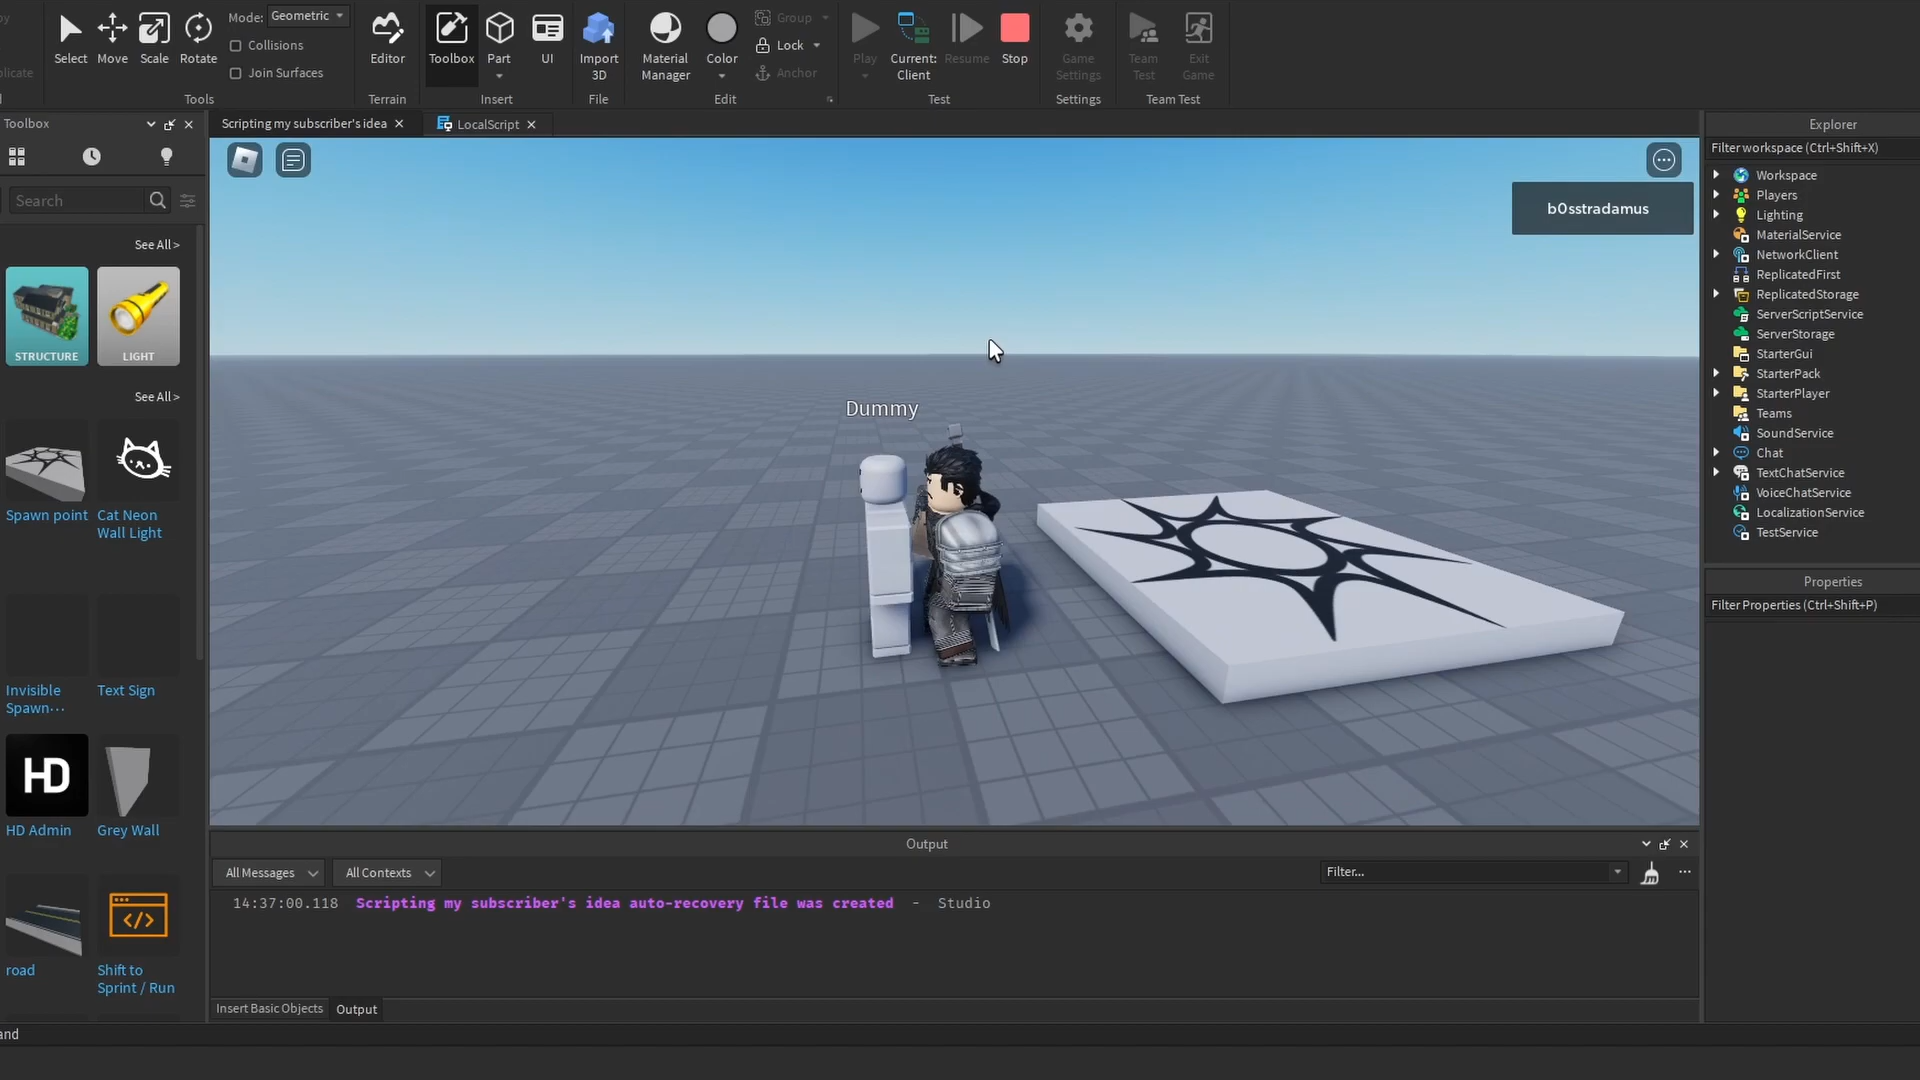 Mode: Geometric
Select Move Scale Rotate
Collisions
Join Surfaces
Tools
licate
Editor
Terrain
Toolbox Part UI
Insert
Import
3D
File
Material
Manager
Color
Group
Lock
Anchor
Edit
Play
Current:
Client
Resume Stop
Test
Game
Settings
Settings
Team
Test
Exit
Game
Team Test
Toolbox
Search
See All >
STRUCTURE
LIGHT
See All >
Spawn point
Cat Neon
Wall Light
Invisible
Spawn...
Text Sign
HD
HD Admin
Grey Wall
road
Shift to
Sprint / Run
Scripting my subscriber's idea
LocalScript
b0sstradamus
Dummy
Output
All Messages
All Contexts
Filter...
14:37:00.118 Scripting my subscriber's idea auto-recovery file was created - Studio
Insert Basic Objects
Output
and
Explorer
Filter workspace (Ctrl+Shift+X)
Workspace
Players
Lighting
MaterialService
NetworkClient
ReplicatedFirst
ReplicatedStorage
ServerScriptService
ServerStorage
StarterGui
StarterPack
StarterPlayer
Teams
SoundService
Chat
TextChatService
VoiceChatService
LocalizationService
TestService
Properties
Filter Properties (Ctrl+Shift+P)